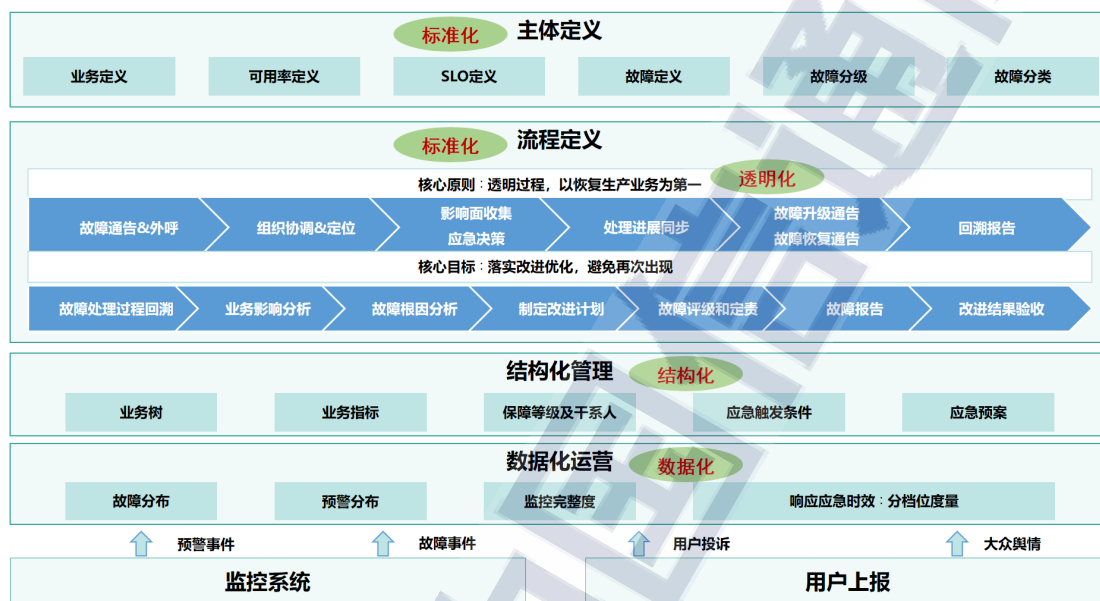 标准化 主体定义
业务定义 可用率定义 SLO定义 故障定义 故障分级 故障分类
标准化 流程定义
核心原则：透明过程，以恢复生产业务为第一 透明化
故障通告&外呼 组织协调&定位 影响面收集 应急决策 处理进展同步 故障升级通告 故障恢复通告 回溯报告
核心目标：落实改进优化，避免再次出现
故障处理过程回溯 业务影响分析 故障根因分析 制定改进计划 故障评级和定责 故障报告 改进结果验收
结构化管理 结构化
业务树 业务指标 保障等级及干系人 应急触发条件 应急预案
数据化运营 数据化
故障分布 预警分布 监控完整度 响应应急时效：分档位度量
预警事件 故障事件 用户投诉 大众舆情
监控系统 用户上报